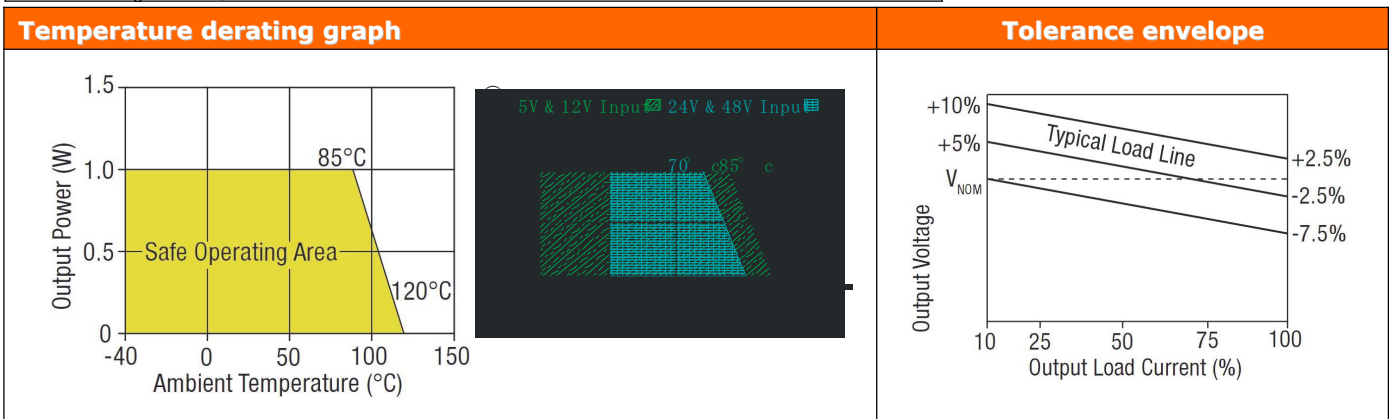 Temperature derating graph
Tolerance envelope
1.5
1.0
0.5
0
Output Power (W)
85°C
Safe Operating Area
120°C
-40 0 50 100 150
Ambient Temperature (°C)
5V & 12V Input 24V & 48V Input
70° c85° c
+10%
+5%
VNOM
Typical Load Line
+2.5%
-2.5%
-7.5%
Output Voltage
10 25 50 75 100
Output Load Current (%)